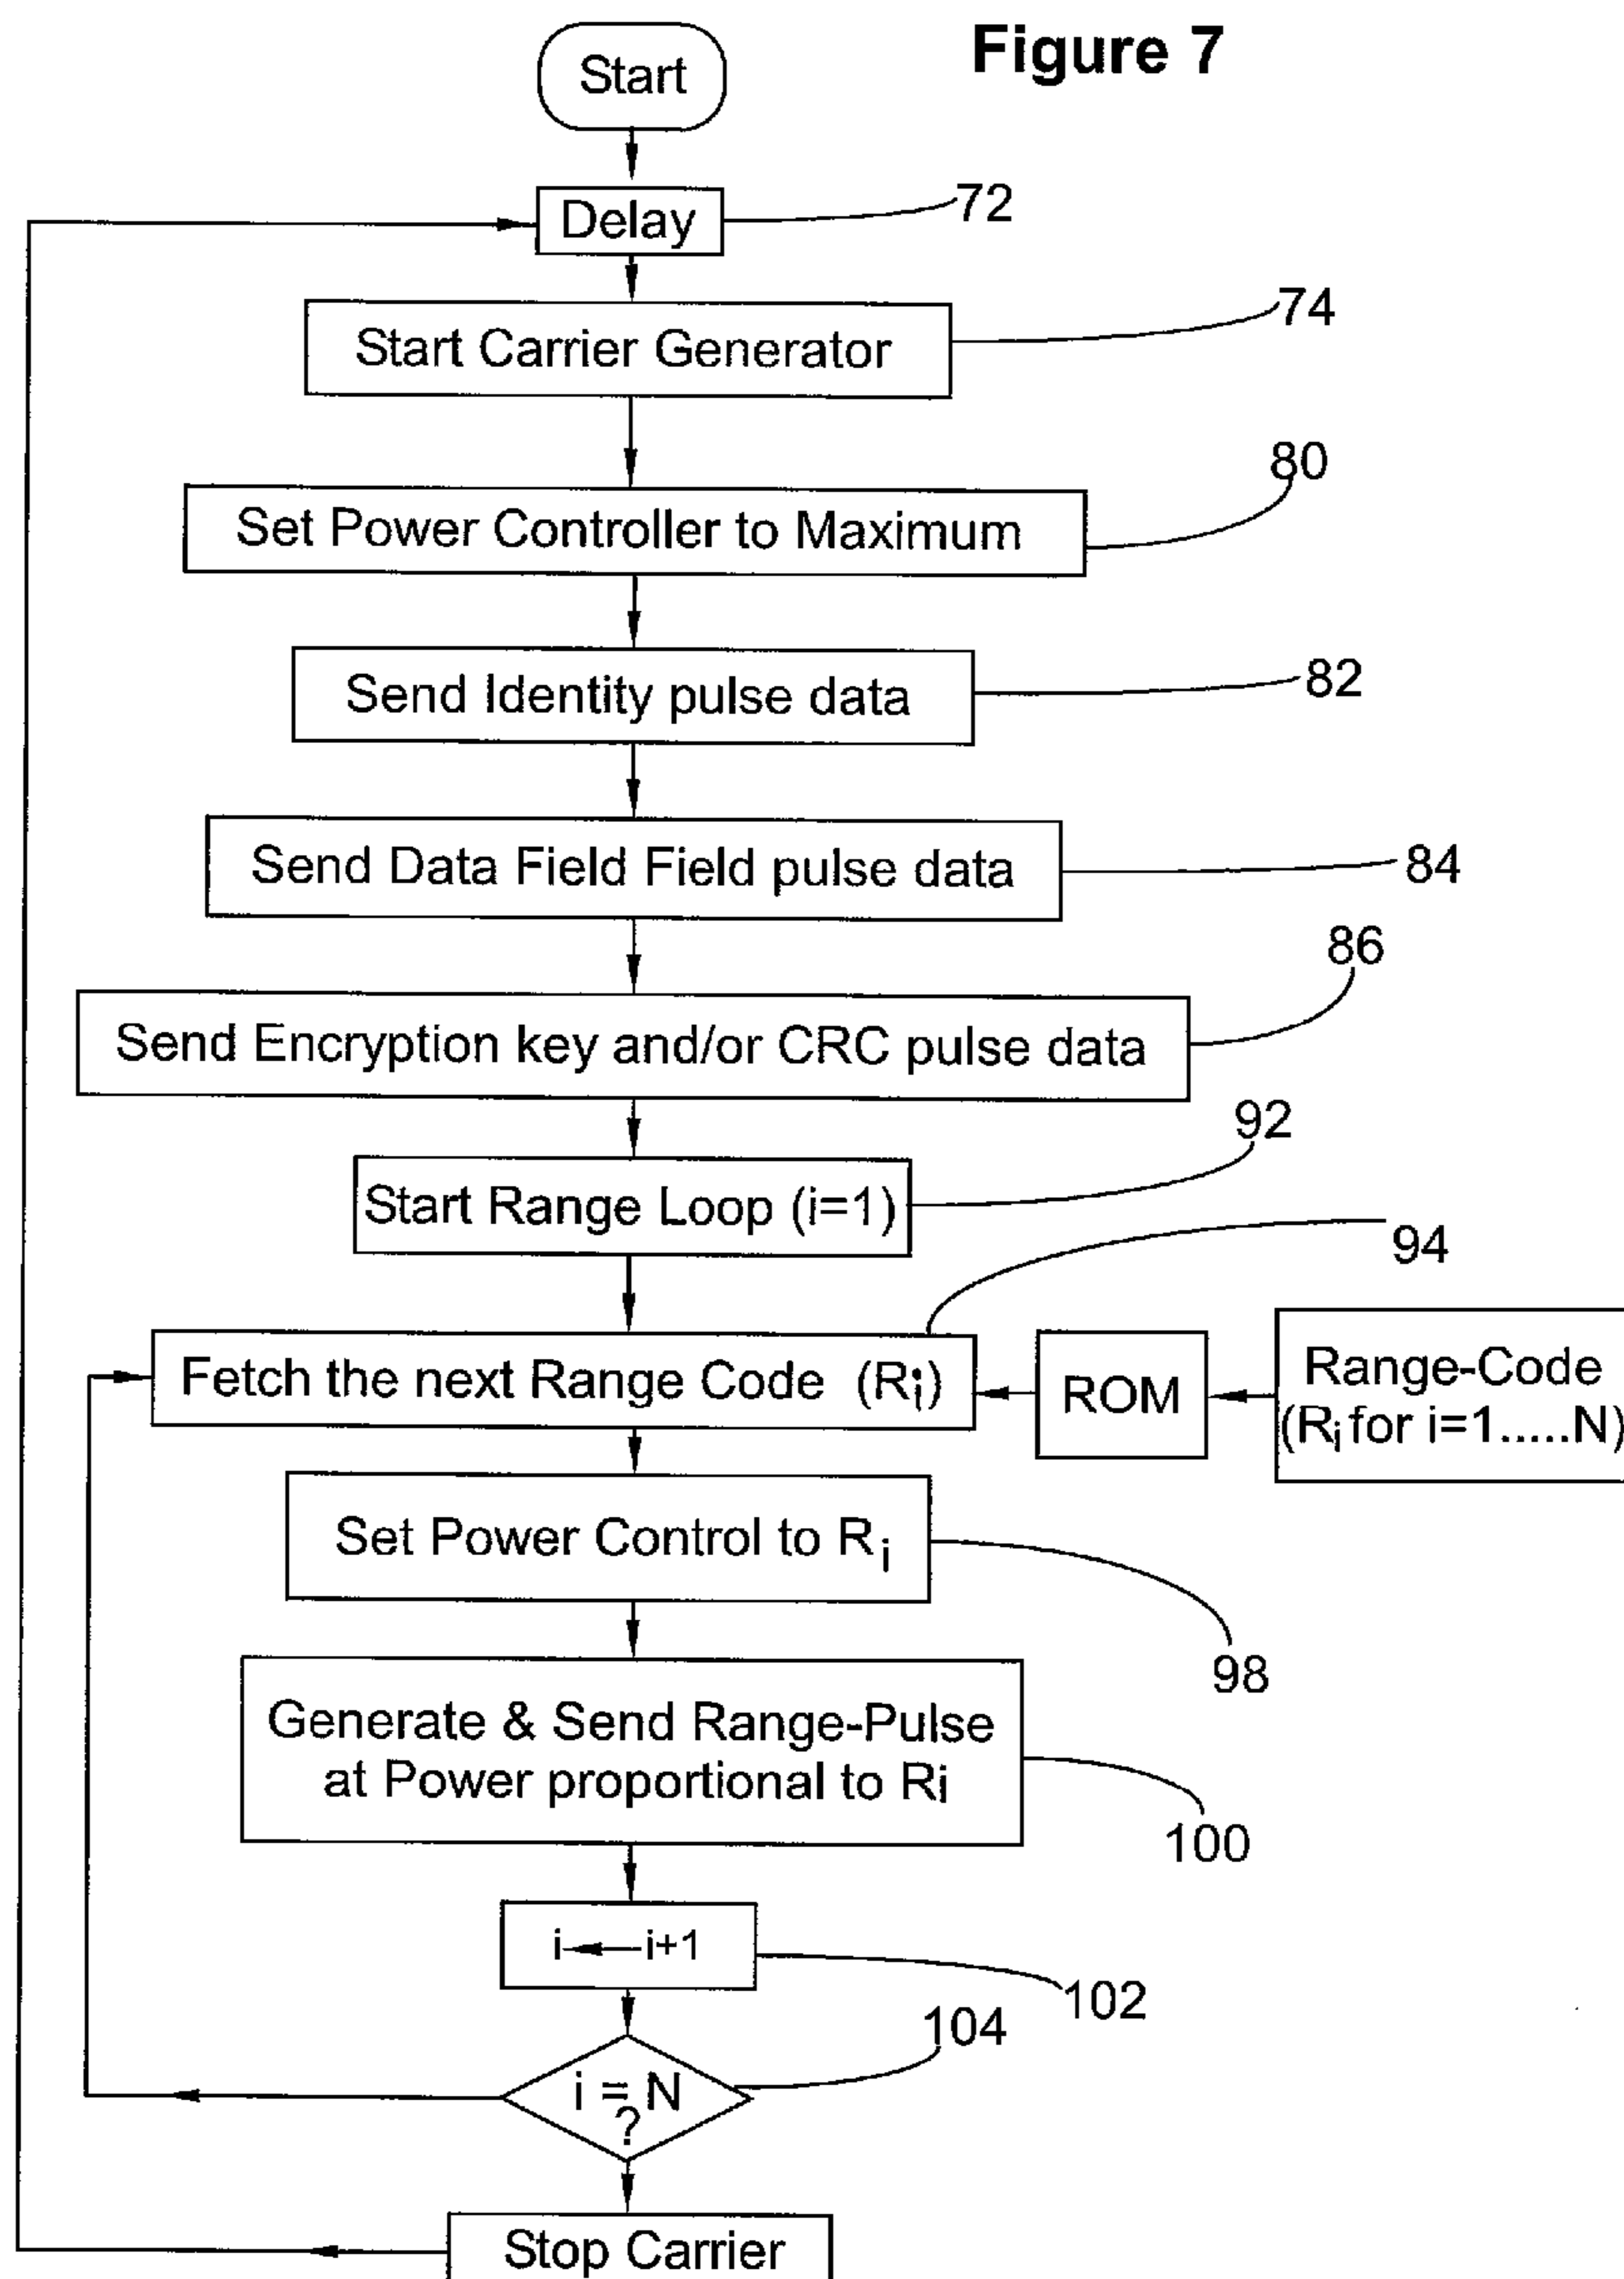 Figure 7
Start
Delay
72
Start Carrier Generator
74
Set Power Controller to Maximum
80
Send Identity pulse data
82
Send Data Field Field pulse data
84
Send Encryption key and/or CRC pulse data
86
Start Range Loop (i=1)
92
Fetch the next Range Code (Ri)
94
ROM
Range-Code
(Ri for i=1.....N)
Set Power Control to Ri
98
Generate & Send Range-Pulse
at Power proportional to Ri
100
i i+1
102
i = N
?
104
Stop Carrier